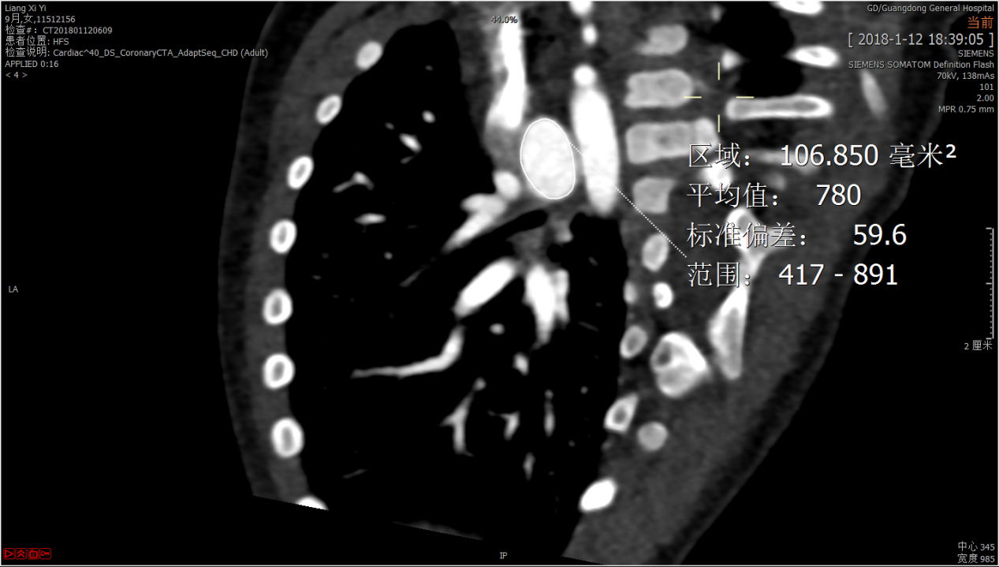 Liang Xi Yi
9月,女,11512156
检查#: CT201801120609
患者位置: HFS
检查说明: Cardiac^40_DS_CoronaryCTA_AdaptSeq_CHD (Adult)
APPLIED 0:16
< 4 >
44.0%
GD/Guangdong General Hospital
当前
[ 2018-1-12 18:39:05 ]
SIEMENS
SIEMENS SOMATOM Definition Flash
70kV, 138mAs
101
2.00
MPR 0.75 mm
区域: 106.850 毫米²
平均值: 780
标准偏差: 59.6
范围: 417 - 891
LA
2 厘米
IP
中心 345
宽度 985